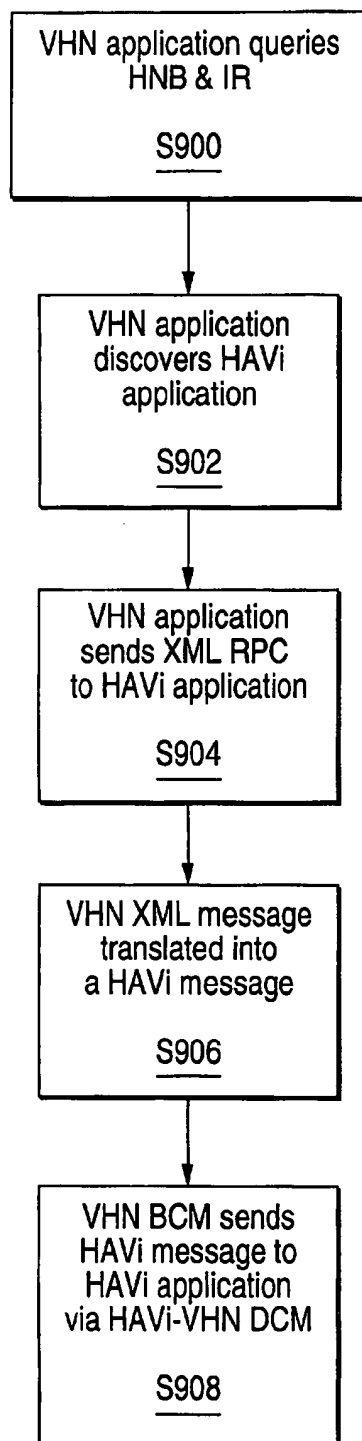 VHN application queries
HNB & IR
S900
VHN application
discovers HAVi
application
S902
VHN application
sends XML RPC
to HAVi application
S904
VHN XML message
translated into
a HAVi message
S906
VHN BCM sends
HAVi message to
HAVi application
via HAVi-VHN DCM
S908